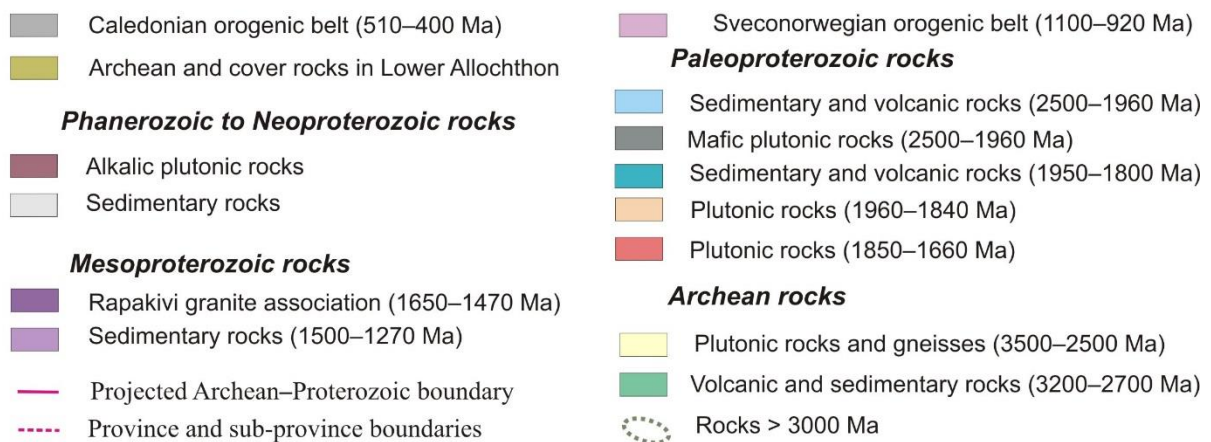 Caledonian orogenic belt (510–400 Ma)
Archean and cover rocks in Lower Allochthon
Phanerozoic to Neoproterozoic rocks
Alkalic plutonic rocks
Sedimentary rocks
Mesoproterozoic rocks
Rapakivi granite association (1650–1470 Ma)
Sedimentary rocks (1500–1270 Ma)
Projected Archean–Proterozoic boundary
Province and sub-province boundaries
Sveconorwegian orogenic belt (1100–920 Ma)
Paleoproterozoic rocks
Sedimentary and volcanic rocks (2500–1960 Ma)
Mafic plutonic rocks (2500–1960 Ma)
Sedimentary and volcanic rocks (1950–1800 Ma)
Plutonic rocks (1960–1840 Ma)
Plutonic rocks (1850–1660 Ma)
Archean rocks
Plutonic rocks and gneisses (3500–2500 Ma)
Volcanic and sedimentary rocks (3200–2700 Ma)
Rocks > 3000 Ma